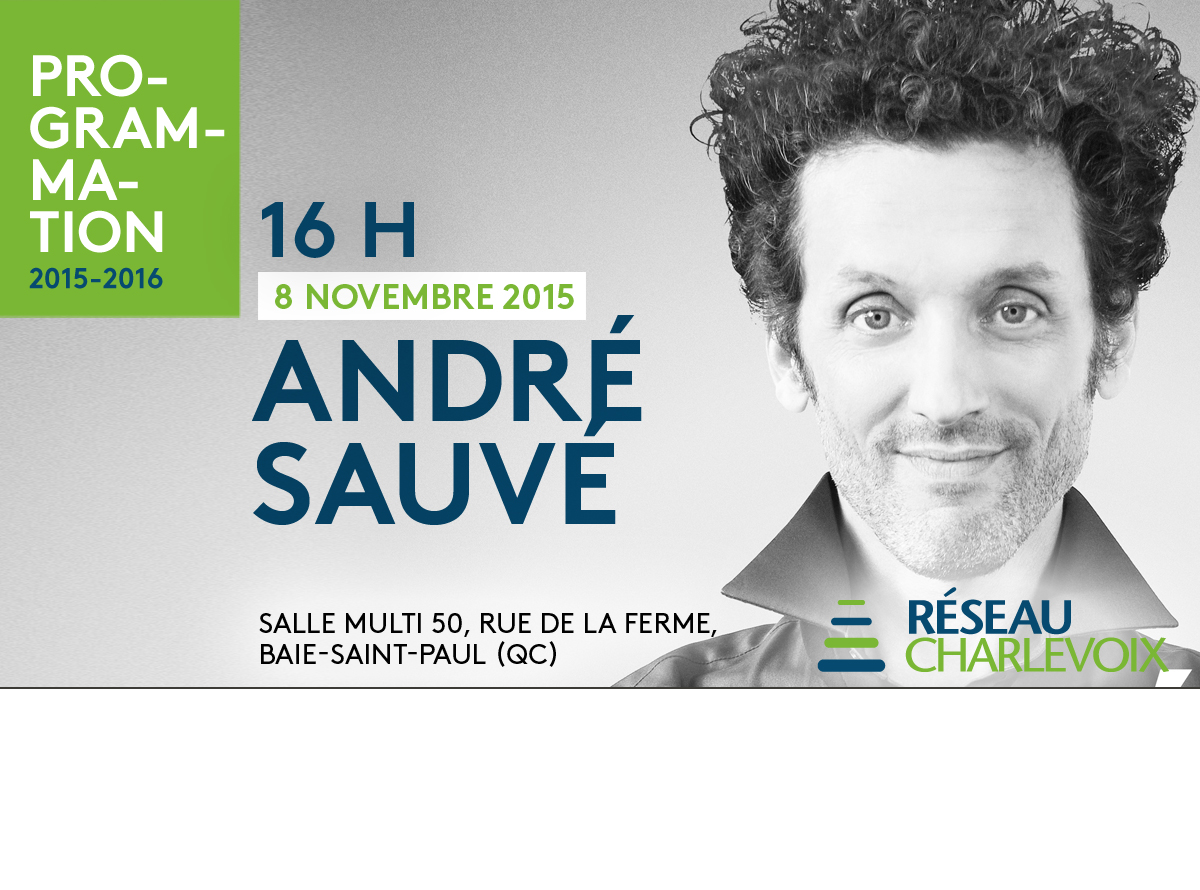 PRO-
GRAM-
MA-
TION
2015-2016
16 H
8 NOVEMBRE 2015
ANDRÉ
SAUVÉ
SALLE MULTI 50, RUE DE LA FERME,
BAIE-SAINT-PAUL (QC)
RÉSEAU
CHARLEVOIX